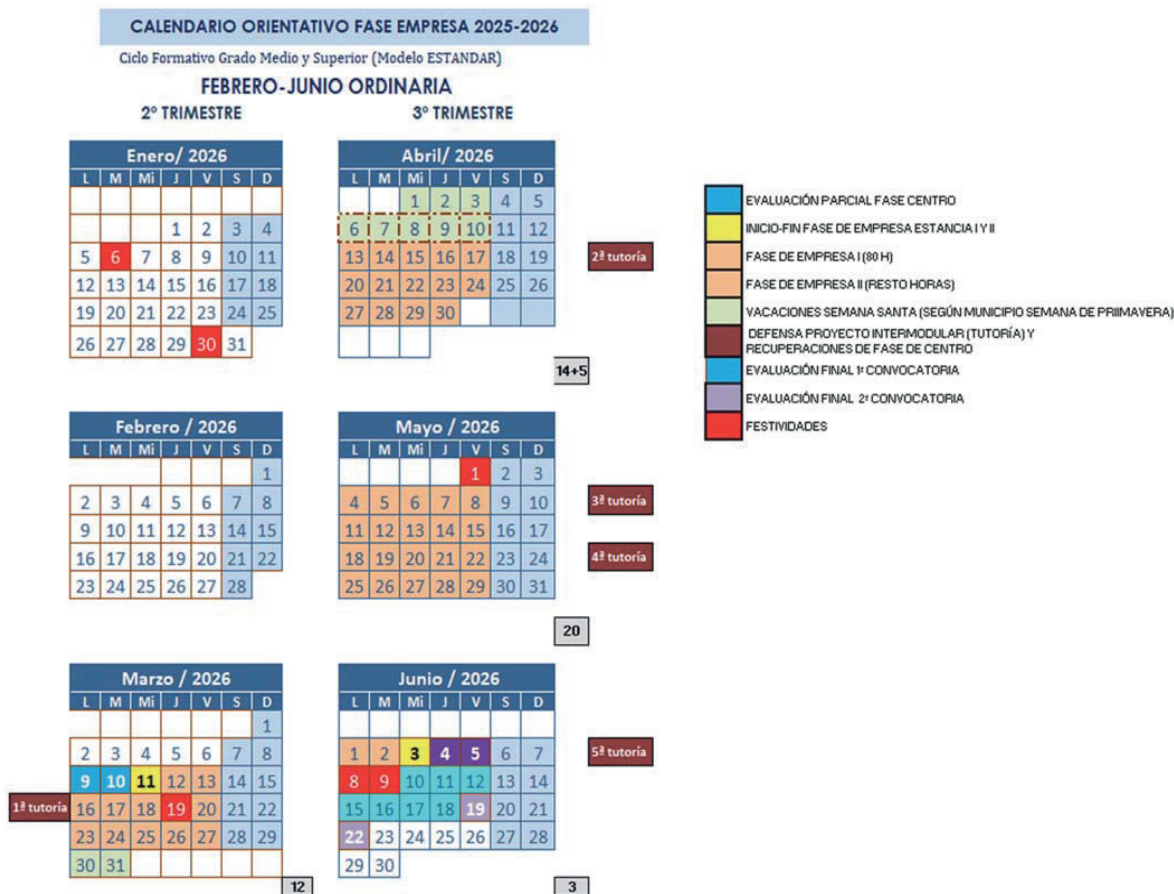 CALENDARIO ORIENTATIVO FASE EMPRESA 2025-2026
Ciclo Formativo Grado Medio y Superior (Modelo ESTANDAR)
FEBRERO-JUNIO ORDINARIA
2º TRIMESTRE
3º TRIMESTRE
Enero/ 2026
L M Mi J V S D
1 2 3 4
5 6 7 8 9 10 11
12 13 14 15 16 17 18
19 20 21 22 23 24 25
26 27 28 29 30 31
Abril/ 2026
L M Mi J V S D
1 2 3 4 5
6 7 8 9 10 11 12
13 14 15 16 17 18 19
2ª tutoría
20 21 22 23 24 25 26
27 28 29 30
14+5
EVALUACIÓN PARCIAL FASE CENTRO
INICIO-FIN FASE DE EMPRESA ESTANCIA I Y II
FASE DE EMPRESA I (80 H)
FASE DE EMPRESA II (RESTO HORAS)
VACACIONES SEMANA SANTA (SEGÚN MUNICIPIO SEMANA DE PRIIMAVERA)
DEFENSA PROYECTO INTERMODULAR (TUTORÍA) Y
RECUPERACIONES DE FASE DE CENTRO
EVALUACIÓN FINAL 1ª CONVOCATORIA
EVALUACIÓN FINAL 2ª CONVOCATORIA
FESTIVIDADES
Febrero / 2026
L M Mi J V S D
1
2 3 4 5 6 7 8
9 10 11 12 13 14 15
16 17 18 19 20 21 22
23 24 25 26 27 28
Mayo / 2026
L M Mi J V S D
1 2 3
4 5 6 7 8 9 10
3ª tutoría
11 12 13 14 15 16 17
18 19 20 21 22 23 24
4ª tutoría
25 26 27 28 29 30 31
20
Marzo / 2026
L M Mi J V S D
1
2 3 4 5 6 7 8
9 10 11 12 13 14 15
1ª tutoría
16 17 18 19 20 21 22
23 24 25 26 27 28 29
30 31
12
Junio / 2026
L M Mi J V S D
1 2 3 4 5 6 7
5ª tutoría
8 9 10 11 12 13 14
15 16 17 18 19 20 21
22 23 24 25 26 27 28
29 30
3